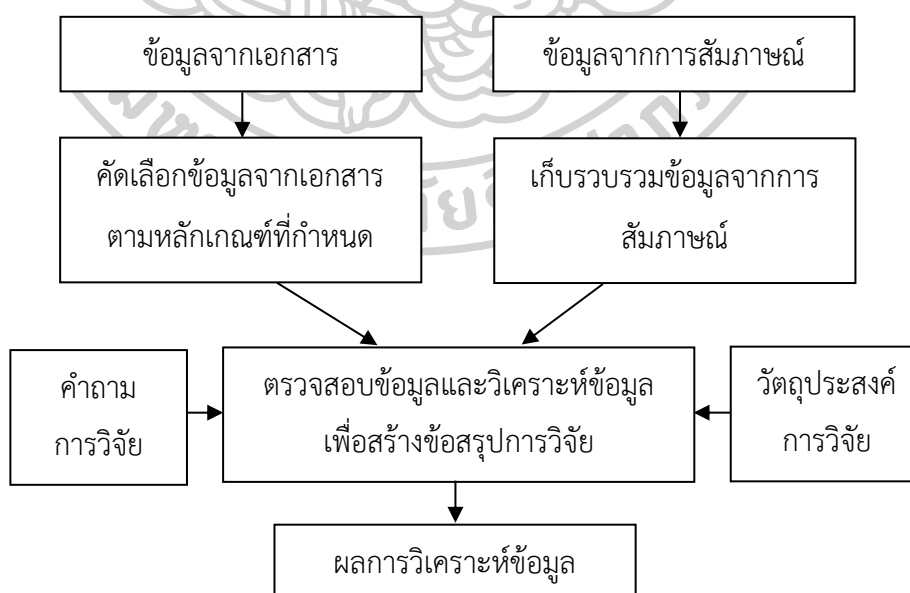 ข้อมูลจากเอกสาร
ข้อมูลจากการสัมภาษณ์
คัดเลือกข้อมูลจากเอกสาร
ตามหลักเกณฑ์ที่กำหนด
เก็บรวบรวมข้อมูลจากการ
สัมภาษณ์
คำถาม
การวิจัย
ตรวจสอบข้อมูลและวิเคราะห์ข้อมูล
เพื่อสร้างข้อสรุปการวิจัย
วัตถุประสงค์
การวิจัย
ผลการวิเคราะห์ข้อมูล